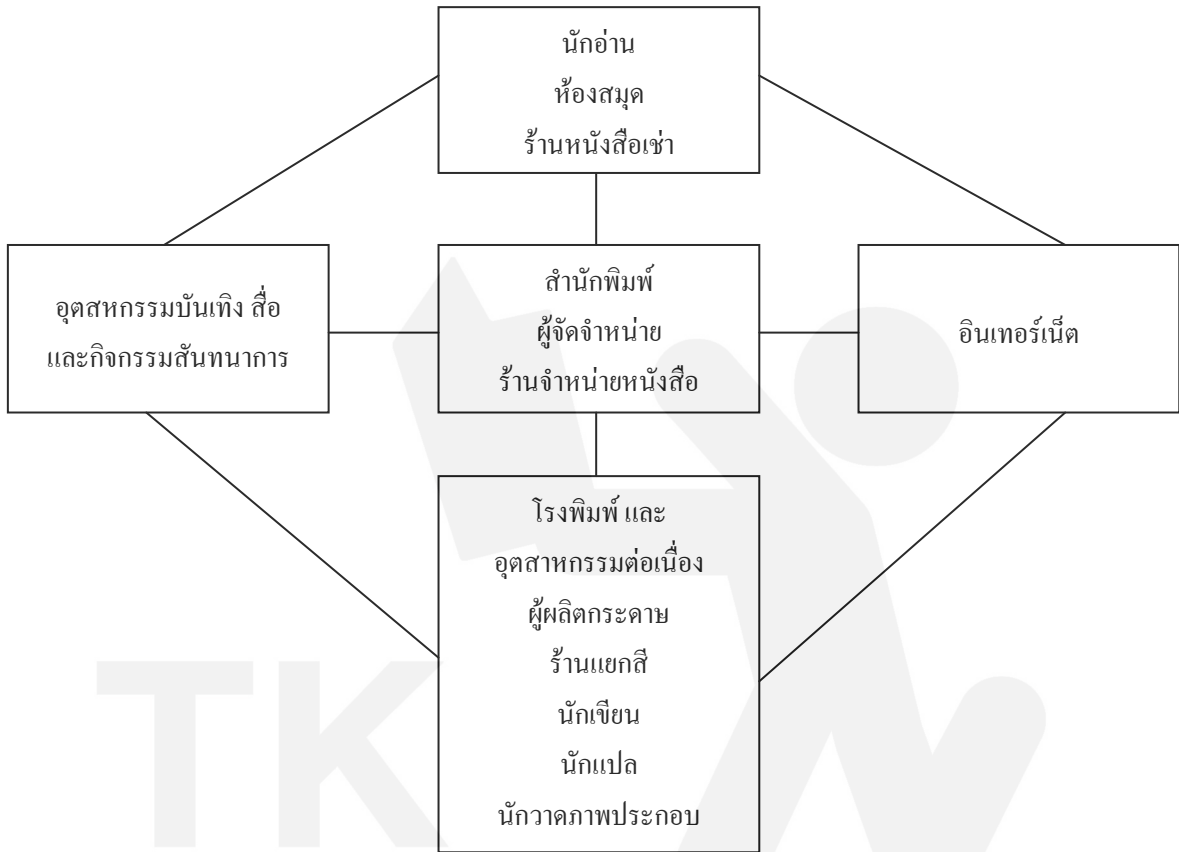 นักอ่าน
ห้องสมุด
ร้านหนังสือเช่า
อุตสหกรรมบันเทิง สื่อ
และกิจกรรมสันทนาการ
สำนักพิมพ์
ผู้จัดจำหน่าย
ร้านจำหน่ายหนังสือ
อินเทอร์เน็ต
โรงพิมพ์ และ
อุตสาหกรรมต่อเนื่อง
ผู้ผลิตกระดาษ
ร้านแยกสี
นักเขียน
นักแปล
นักวาดภาพประกอบ
TK